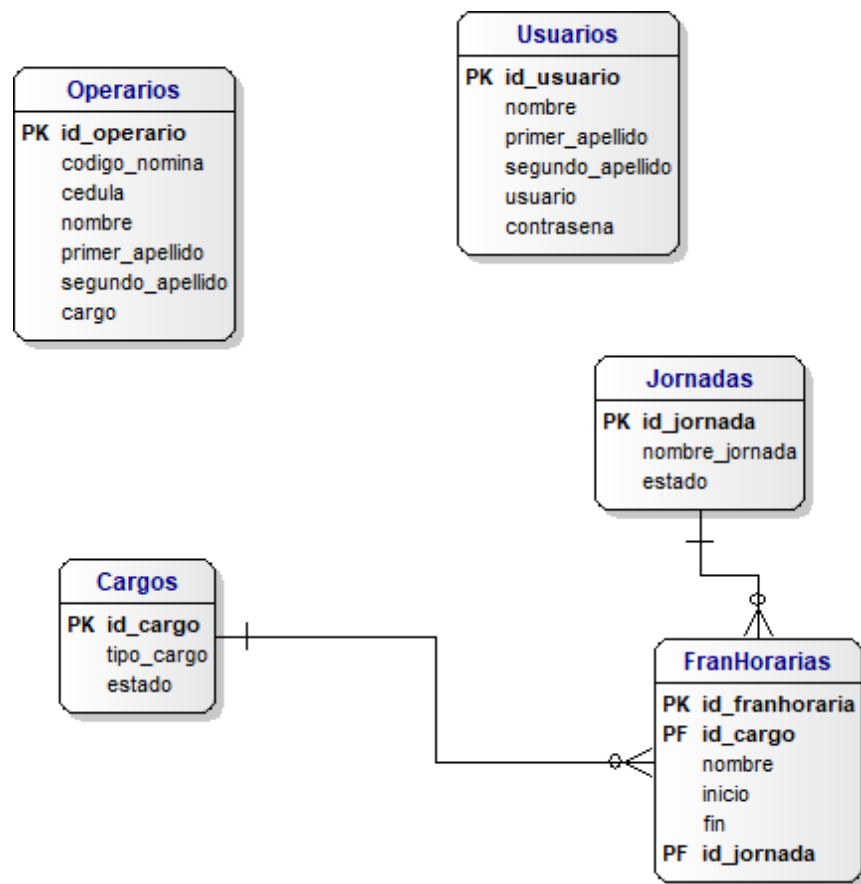 Usuarios
PK id_usuario
nombre
primer_apellido
segundo_apellido
usuario
contrasena
Operarios
PK id_operario
codigo_nomina
cedula
nombre
primer_apellido
segundo_apellido
cargo
Jornadas
PK id_jornada
nombre_jornada
estado
Cargos
PK id_cargo
tipo_cargo
estado
FranHorarias
PK id_franhoraria
PF id_cargo
nombre
inicio
fin
PF id_jornada